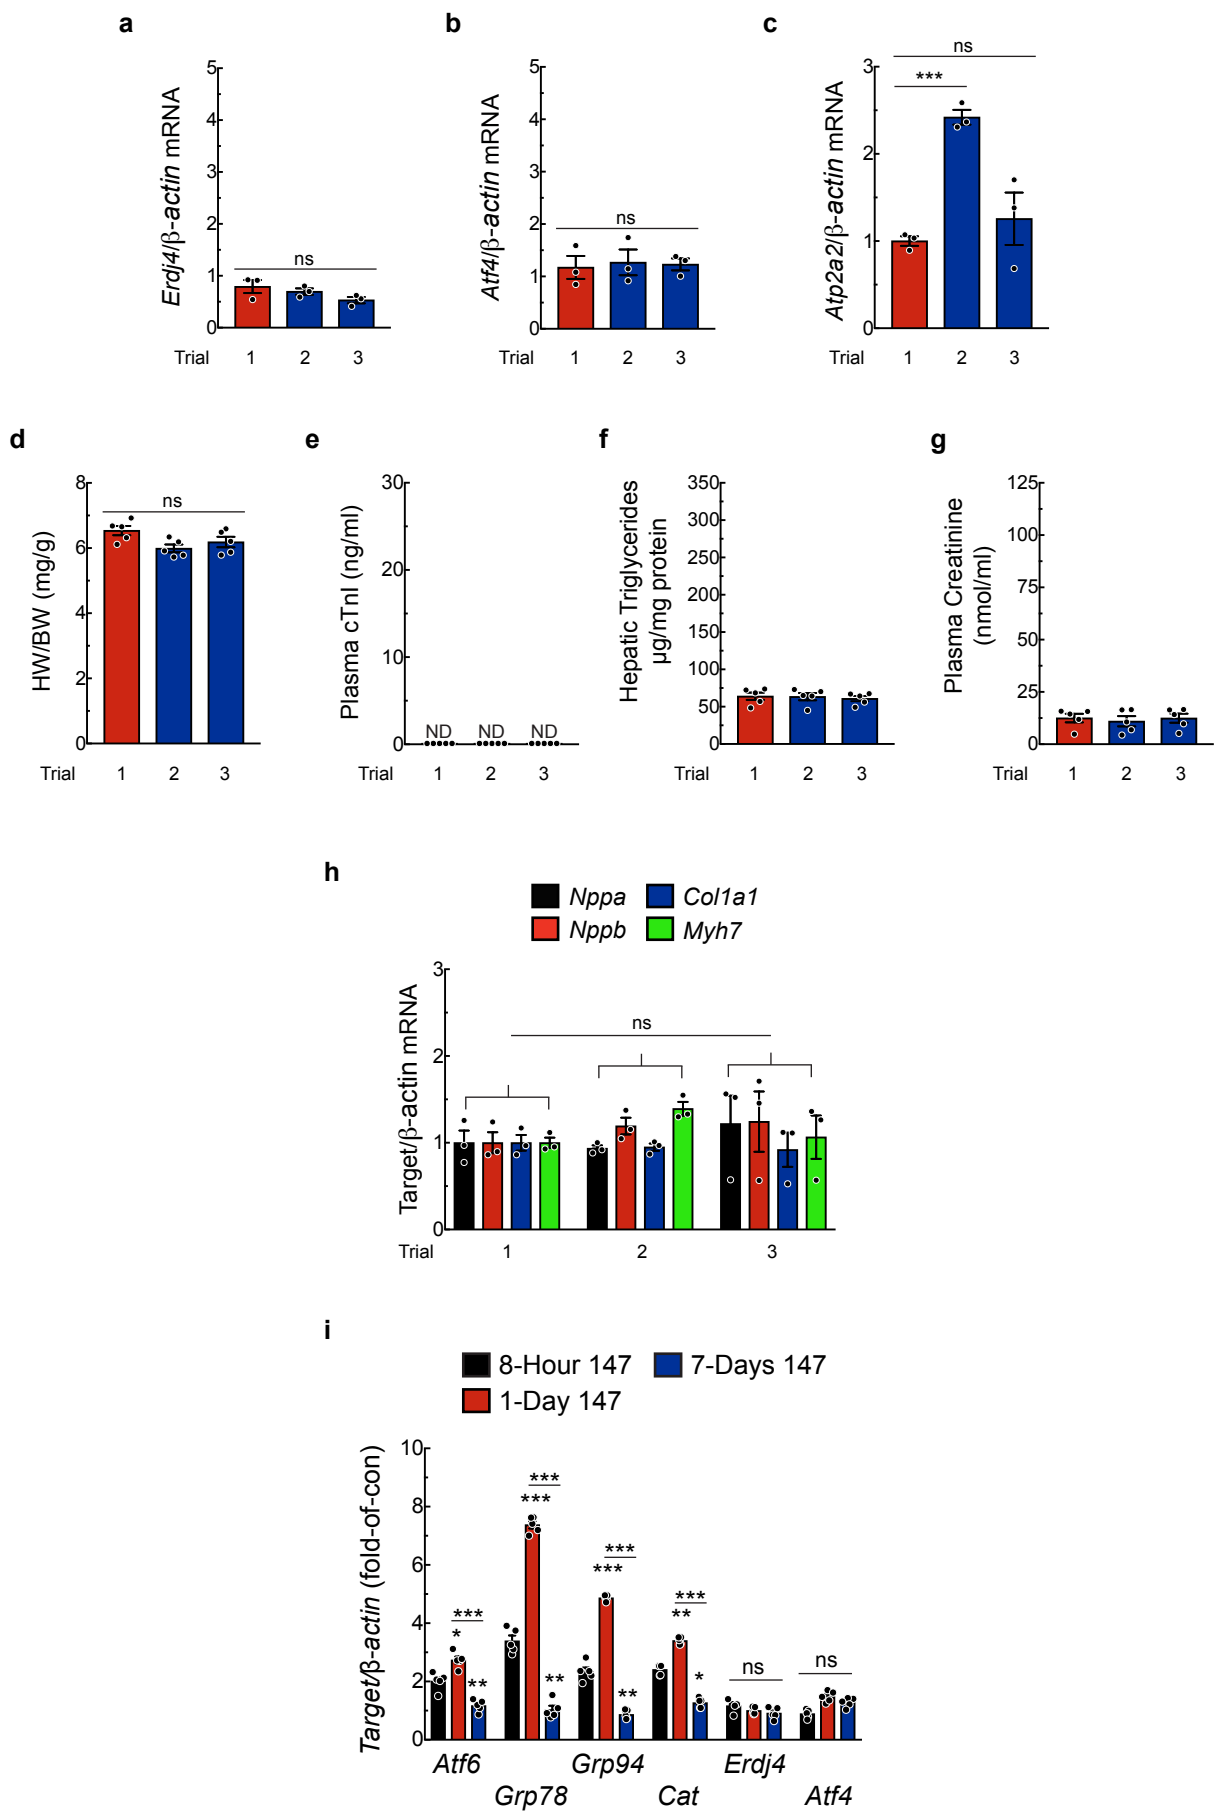 a
b
c
Erdj4/β-actin mRNA
5
4
3
2
1
0
ns
Trial 1 2 3
Atf4/β-actin mRNA
5
4
3
2
1
0
ns
Trial 1 2 3
Atp2a2/β-actin mRNA
3
2
1
0
ns
***
Trial 1 2 3
d
e
f
g
HW/BW (mg/g)
8
6
4
2
0
ns
Trial 1 2 3
Plasma cTnI (ng/ml)
30
20
10
0
ND ND ND
Trial 1 2 3
Hepatic Triglycerides
µg/mg protein
350
300
250
200
150
100
75
50
25
0
Trial 1 2 3
Plasma Creatinine
(nmol/ml)
125
100
75
50
25
0
Trial 1 2 3
h
Nppa Col1a1
Nppb Myh7
Target/β-actin mRNA
3
2
1
0
ns
Trial 1 2 3
i
8-Hour 147 7-Days 147
1-Day 147
Target/β-actin (fold-of-con)
10
8
6
4
2
0
***
*
**
***
***
**
***
***
**
***
**
*
ns
ns
Atf6 Grp94 Erdj4
Grp78 Cat Atf4